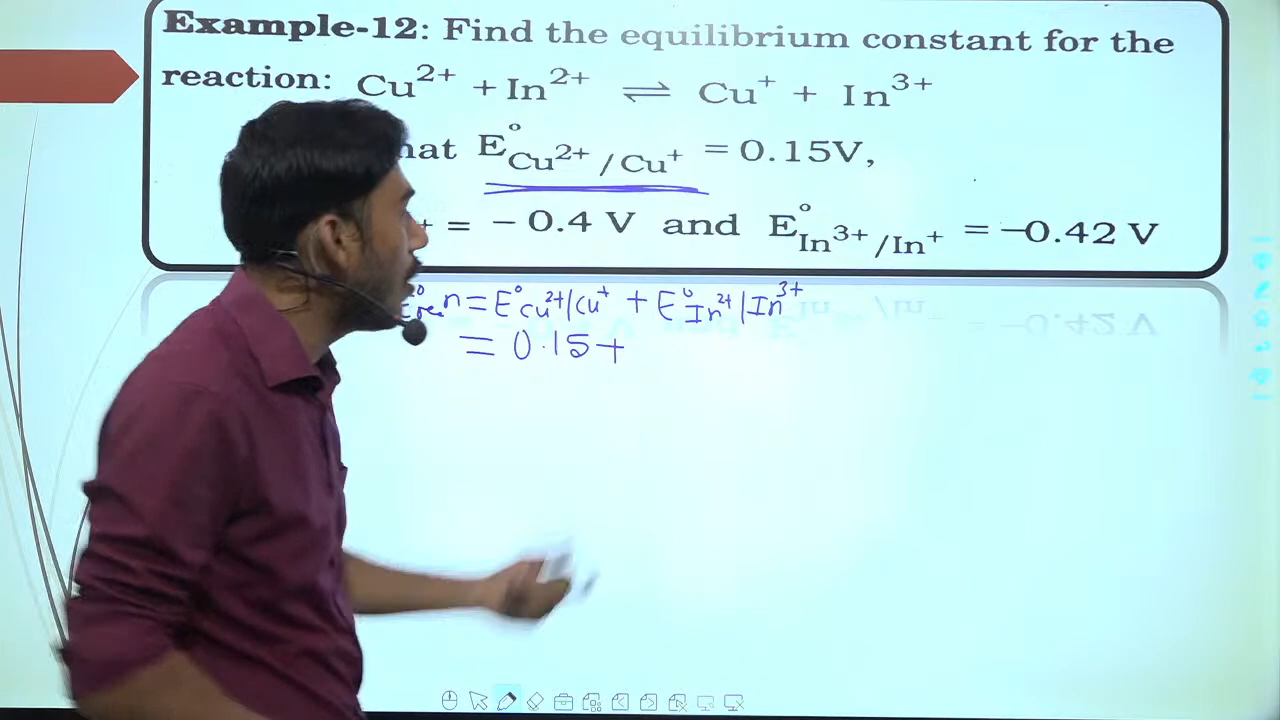 Example-12: Find the equilibrium constant for the
reaction: Cu²⁺ + In²⁺ ⇌ Cu⁺ + In³⁺
E°Cu²⁺/Cu⁺ = 0.15V,
= − 0.4 V and E°In³⁺/In⁺ = −0.42 V
= E°Cu²⁺|Cu⁺ + E°In²⁺|In³⁺
= 0.15+